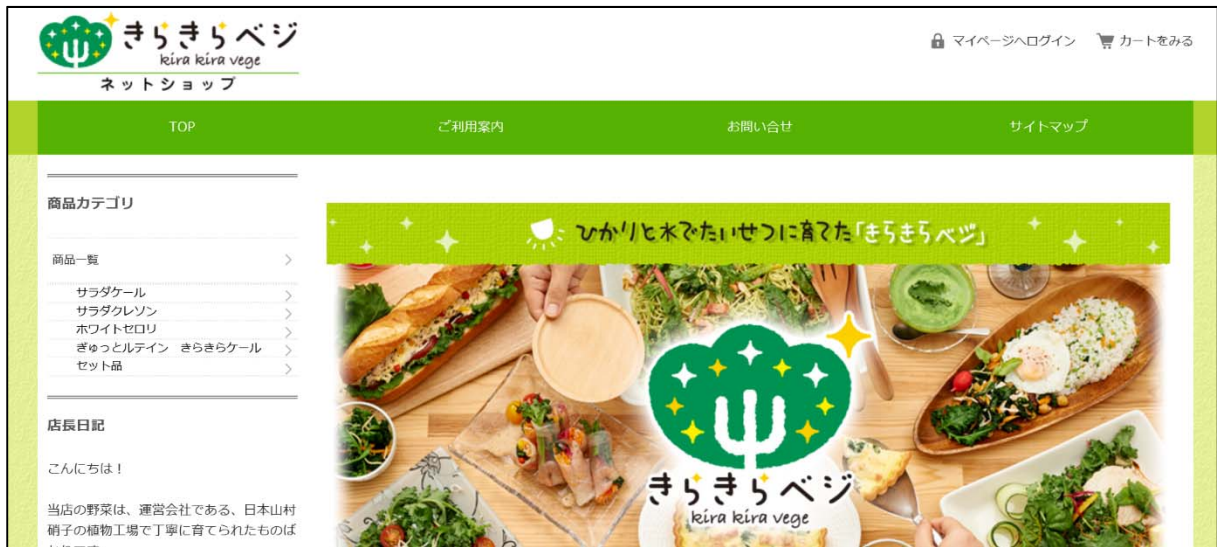 きらきらベジ
kira kira vege
ネットショップ
マイページへログイン
カートをみる
TOP
ご利用案内
お問い合せ
サイトマップ
商品カテゴリ
商品一覧
サラダケール
サラダクレソン
ホワイトセロリ
ぎゅっとルテイン　きらきらケール
セット品
店長日記
こんにちは！
当店の野菜は、運営会社である、日本山村
硝子の植物工場で丁寧に育てられたものば
ひかりと水でたいせつに育てた「きらきらベジ」
きらきらベジ
kira kira vege